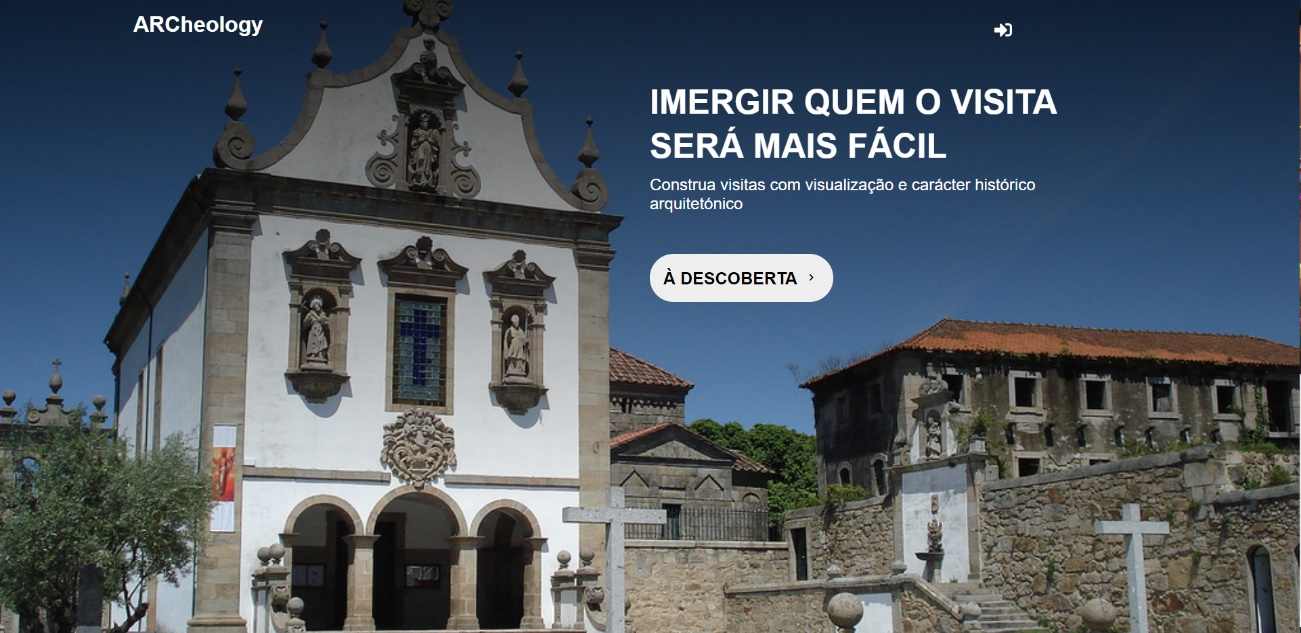 ARCheology
IMERGIR QUEM O VISITA
SERÁ MAIS FÁCIL
Construa visitas com visualização e carácter histórico
arquitetónico
À DESCOBERTA